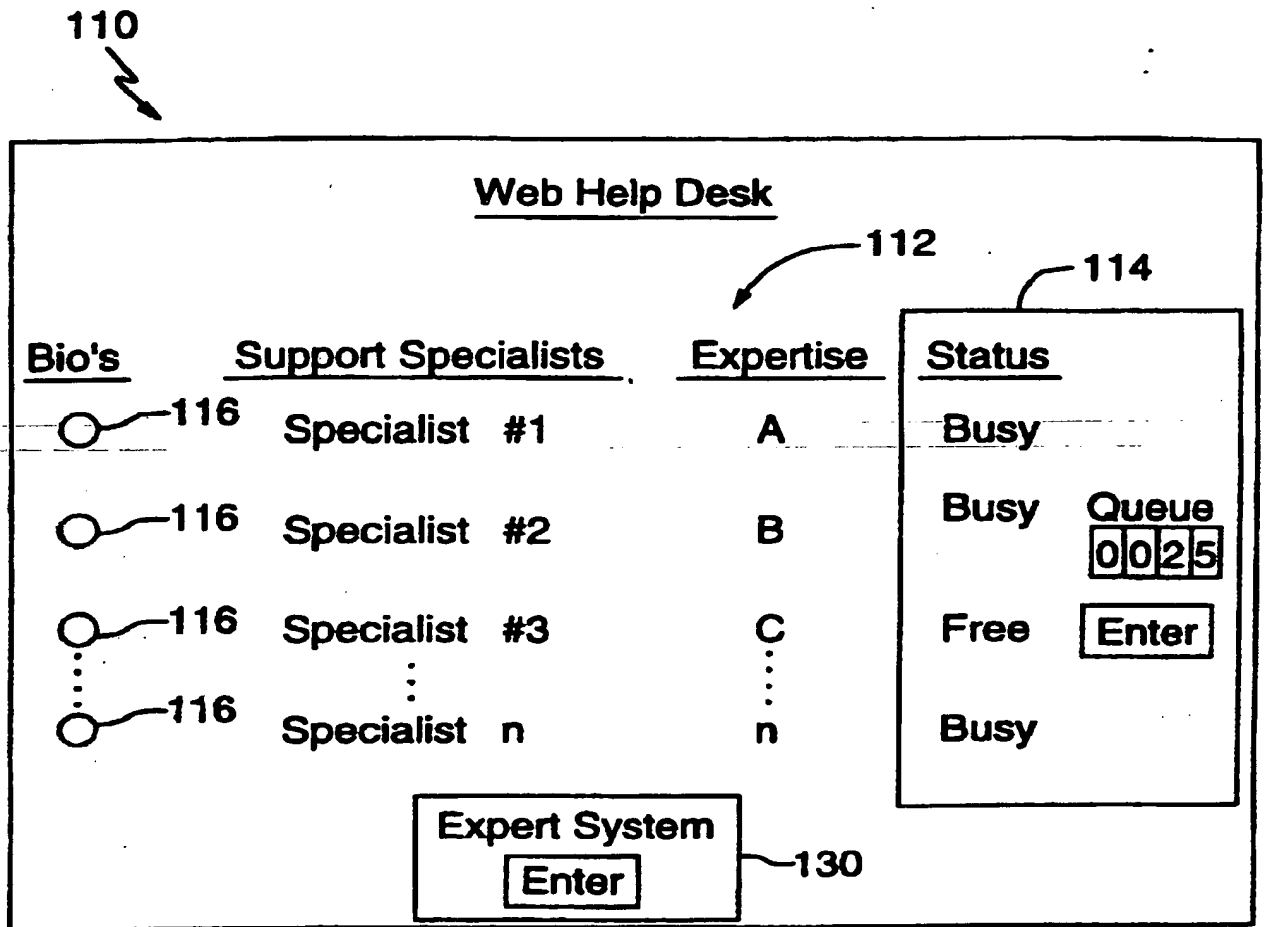 110
Web Help Desk
112
114
Bio's Support Specialists Expertise Status
116 Specialist #1 A Busy
116 Specialist #2 B Busy Queue
0025
116 Specialist #3 C Free Enter
116 Specialist n n Busy
Expert System
Enter
130